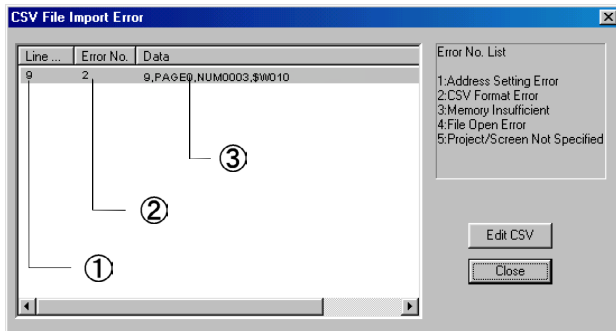 CSV File Import Error
Line ... Error No. Data
9 2 9,PAGE0,NUM0003,$W010
③
②
①
Error No. List
1:Address Setting Error
2:CSV Format Error
3:Memory Insufficient
4:File Open Error
5:Project/Screen Not Specified
Edit CSV
Close